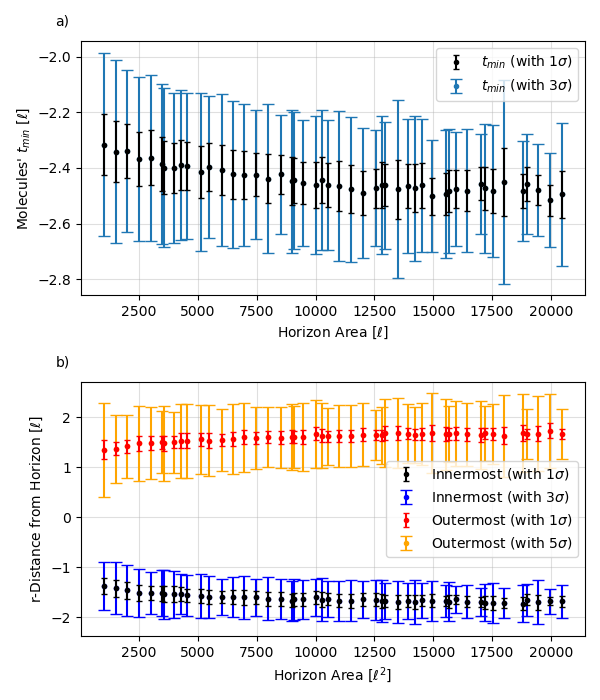 a)
−2.0
−2.2
−2.4
−2.6
−2.8
Molecules' t_min [ℓ]
t_min (with 1σ)
t_min (with 3σ)
2500 5000 7500 10000 12500 15000 17500 20000
Horizon Area [ℓ]
b)
2
1
0
−1
−2
r-Distance from Horizon [ℓ]
Innermost (with 1σ)
Innermost (with 3σ)
Outermost (with 1σ)
Outermost (with 5σ)
2500 5000 7500 10000 12500 15000 17500 20000
Horizon Area [ℓ²]